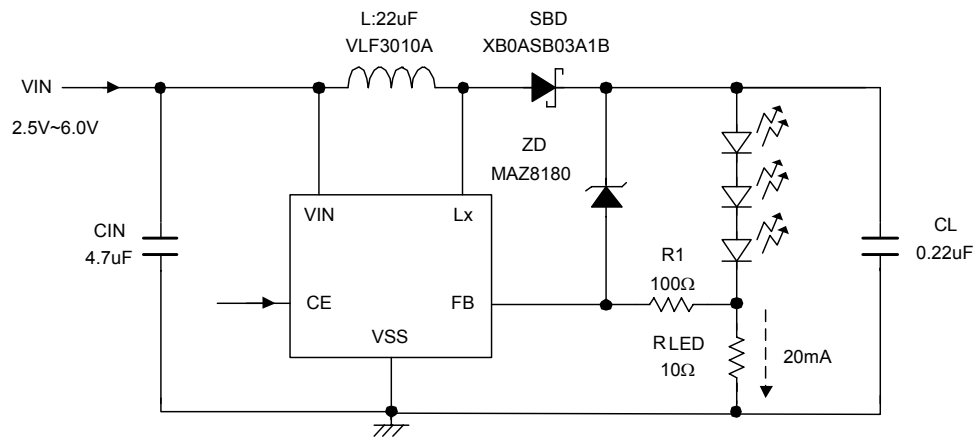 L:22uF
VLF3010A
SBD
XB0ASB03A1B
VIN
2.5V~6.0V
ZD
MAZ8180
VIN
Lx
CIN
4.7uF
CL
0.22uF
R1
100Ω
CE
FB
VSS
RLED
10Ω
20mA